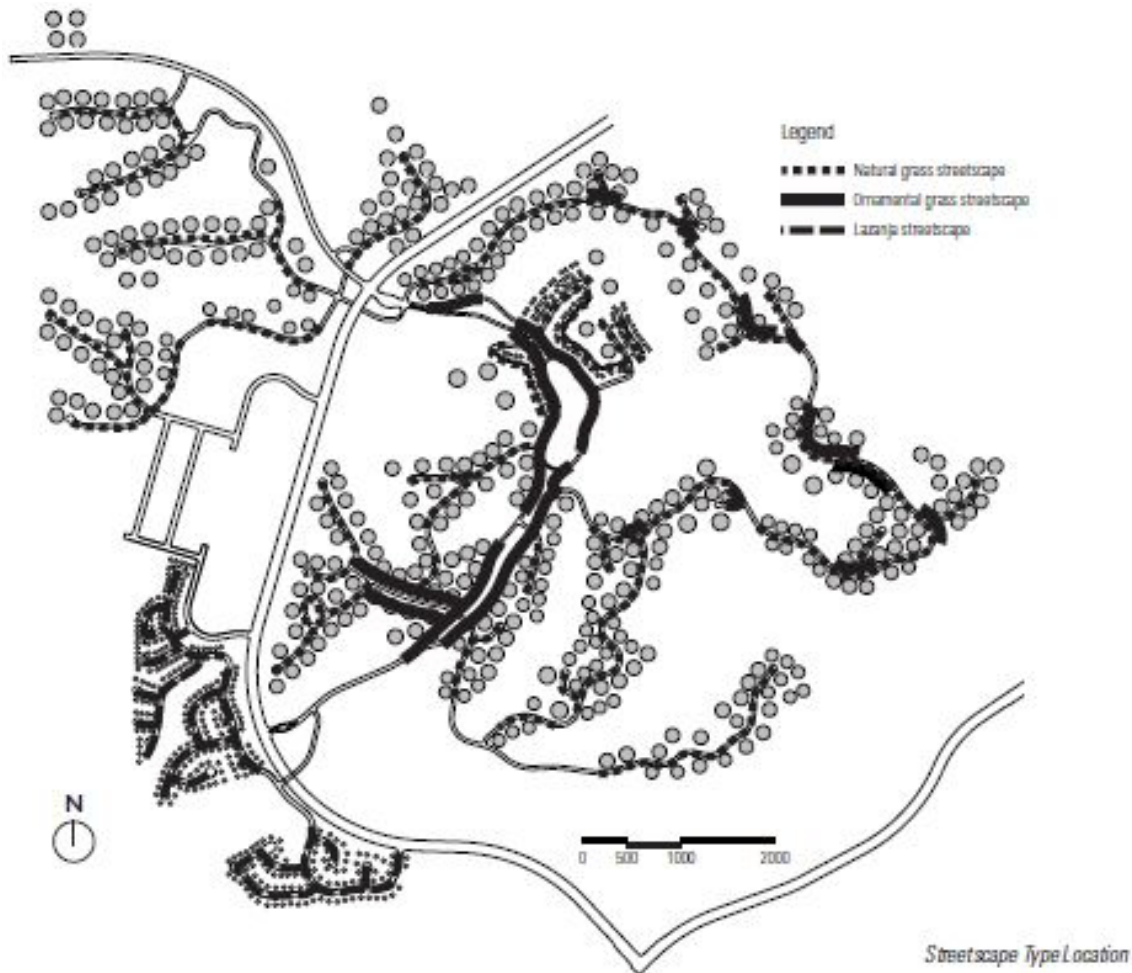 Legend
Natural grass streetscape
Ornamental grass streetscape
Lazanja streetscape
N
0 500 1000 2000
Streetscape Type Location